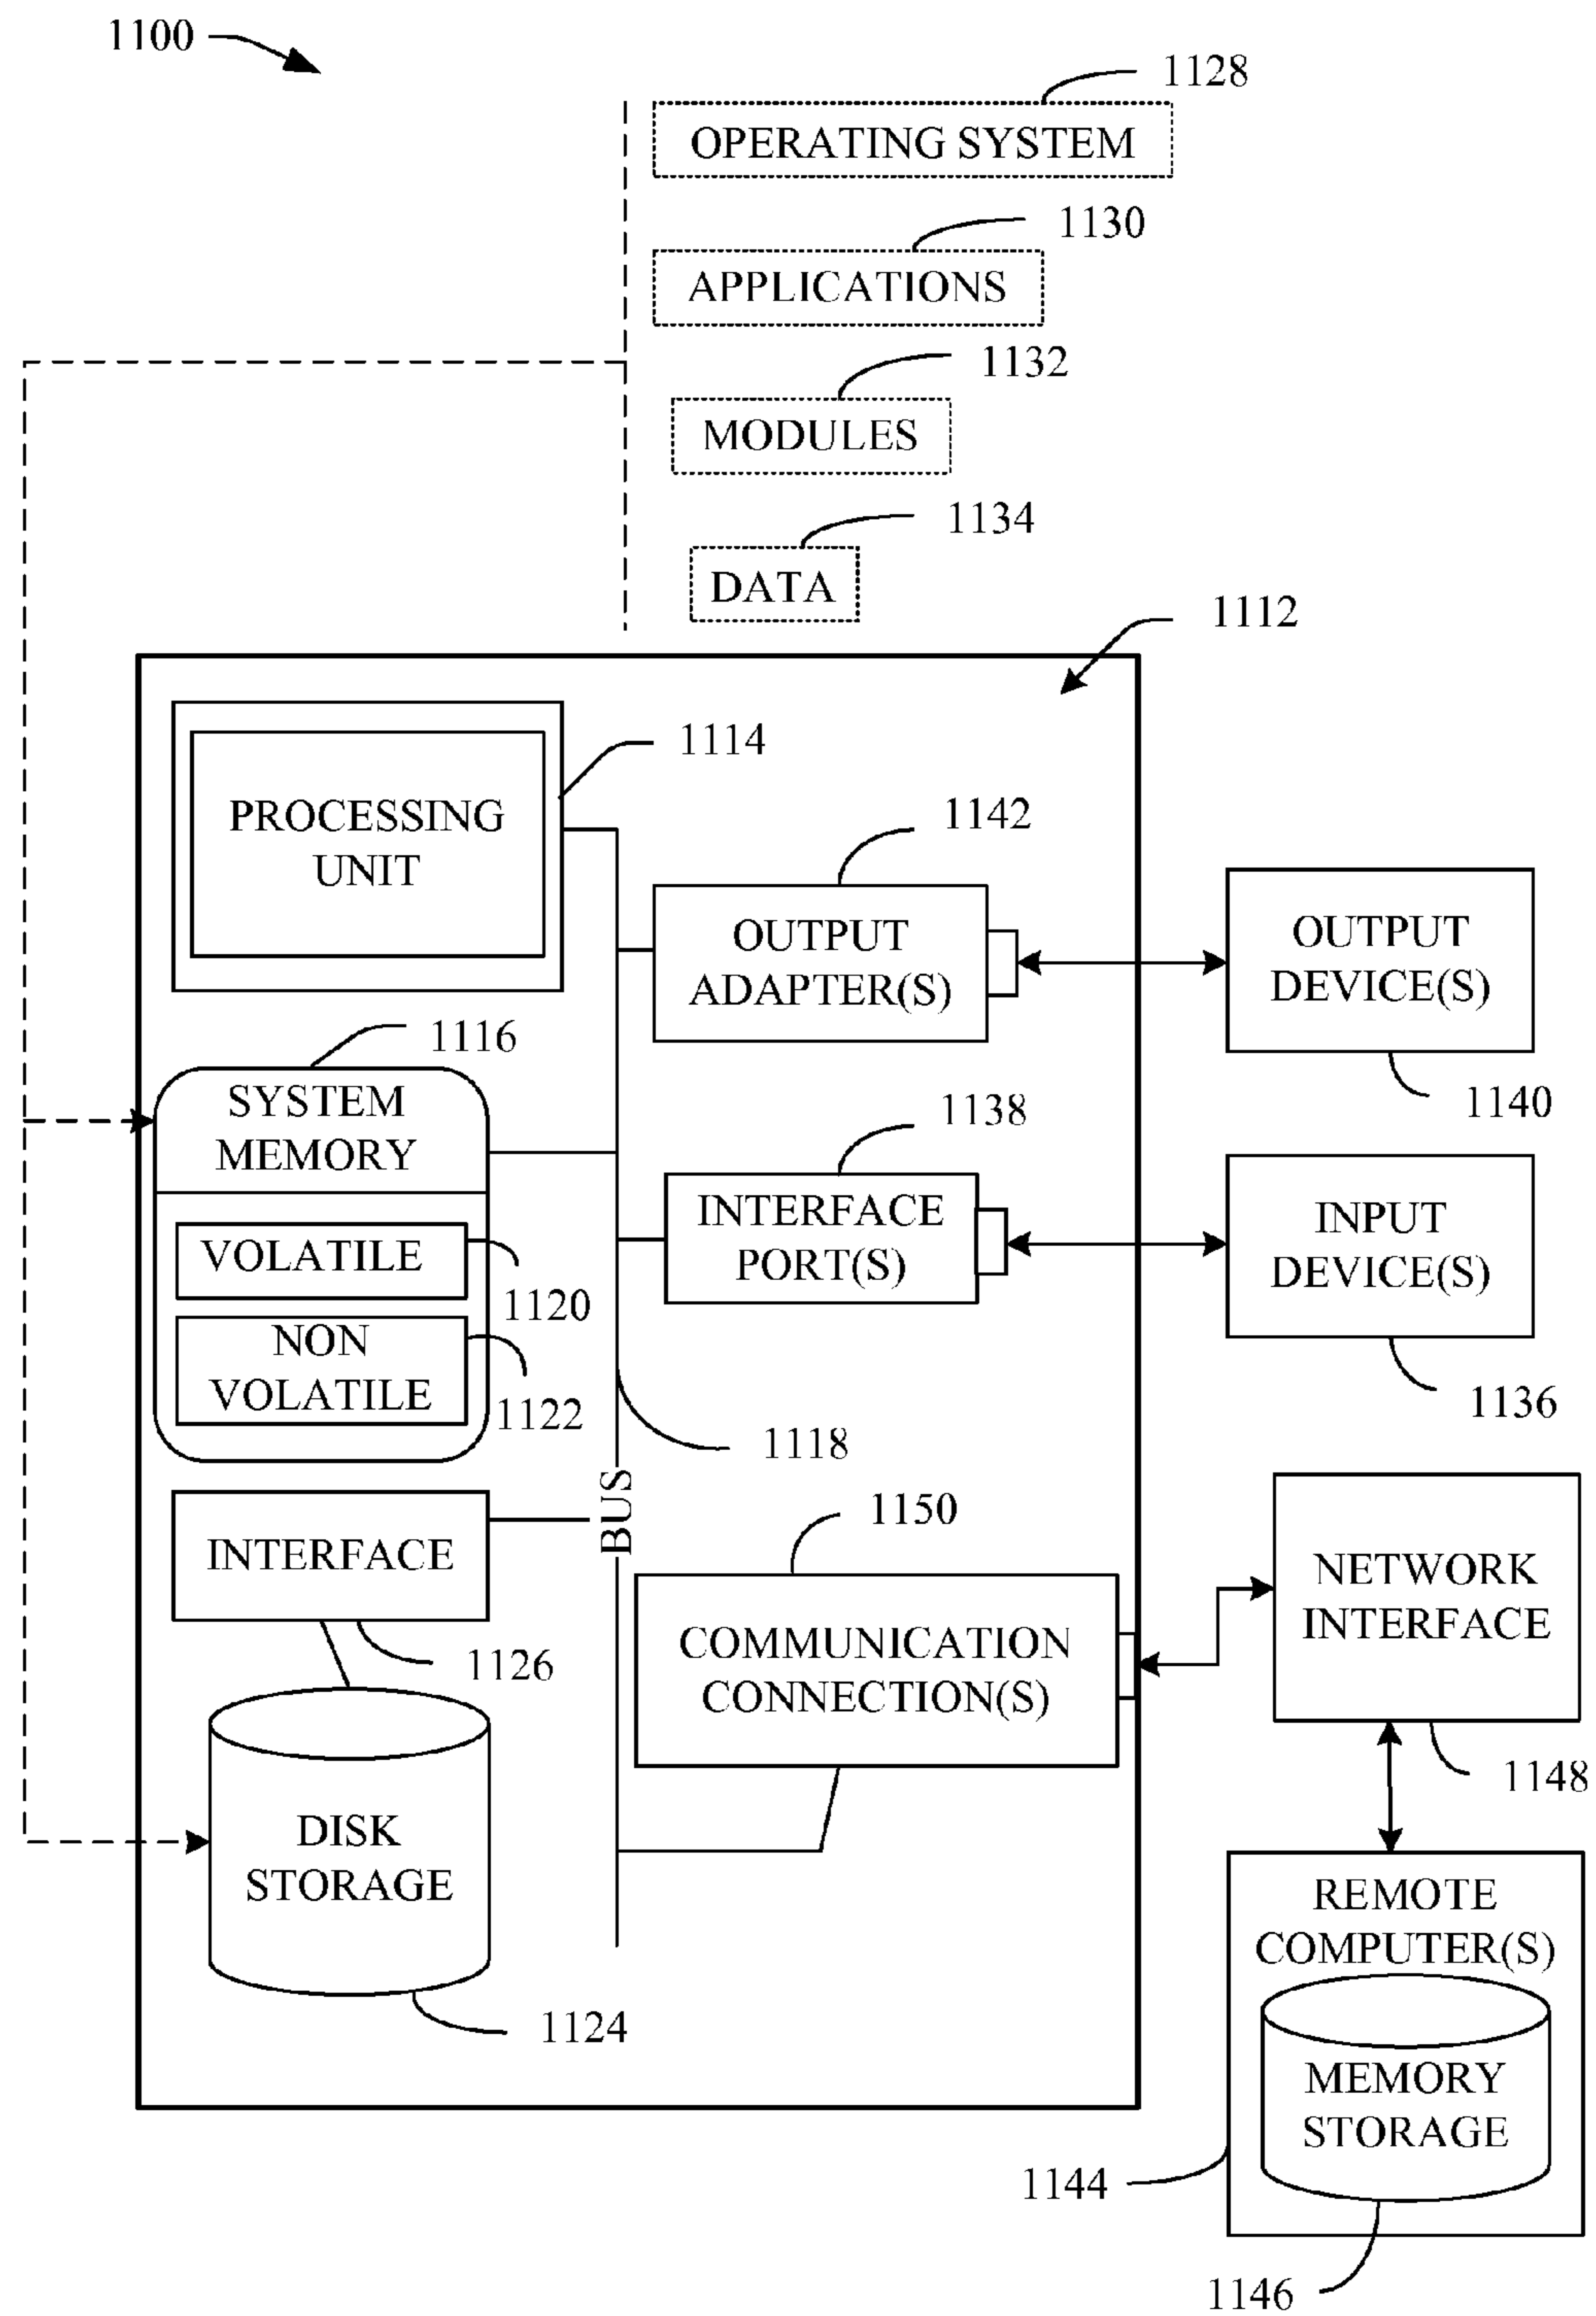 1100
1128
OPERATING SYSTEM
1130
APPLICATIONS
1132
MODULES
1134
DATA
1112
PROCESSING
UNIT
1114
1142
OUTPUT
ADAPTER(S)
OUTPUT
DEVICE(S)
1140
1116
SYSTEM
MEMORY
VOLATILE
1120
NON
VOLATILE
1122
1138
INTERFACE
PORT(S)
INPUT
DEVICE(S)
1136
1118
BUS
INTERFACE
1126
1150
COMMUNICATION
CONNECTION(S)
NETWORK
INTERFACE
1148
DISK
STORAGE
1124
REMOTE
COMPUTER(S)
MEMORY
STORAGE
1144
1146